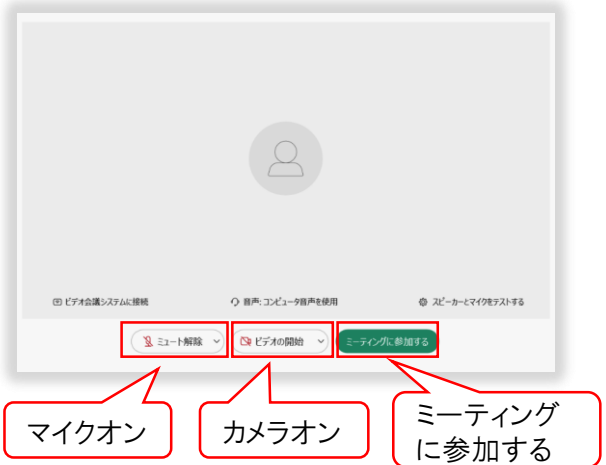 ビデオ会議システムに接続
音声: コンピュータ音声を使用
スピーカーとマイクをテストする
ミュート解除
ビデオの開始
ミーティングに参加する
マイクオン
カメラオン
ミーティング
に参加する